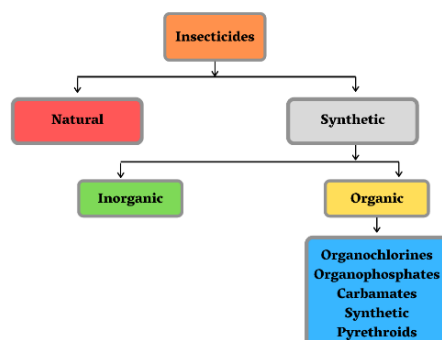 Insecticides
Natural
Synthetic
Inorganic
Organic
Organochlorines
Organophosphates
Carbamates
Synthetic
Pyrethroids